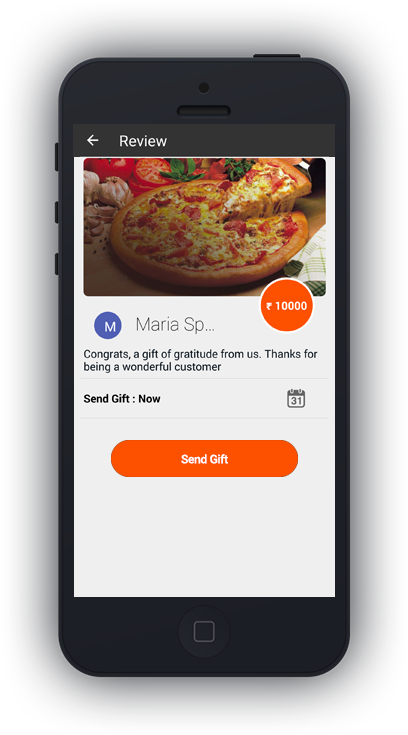 Review
₹ 10000
M
Maria Sp...
Congrats, a gift of gratitude from us. Thanks for
being a wonderful customer
Send Gift : Now
31
Send Gift